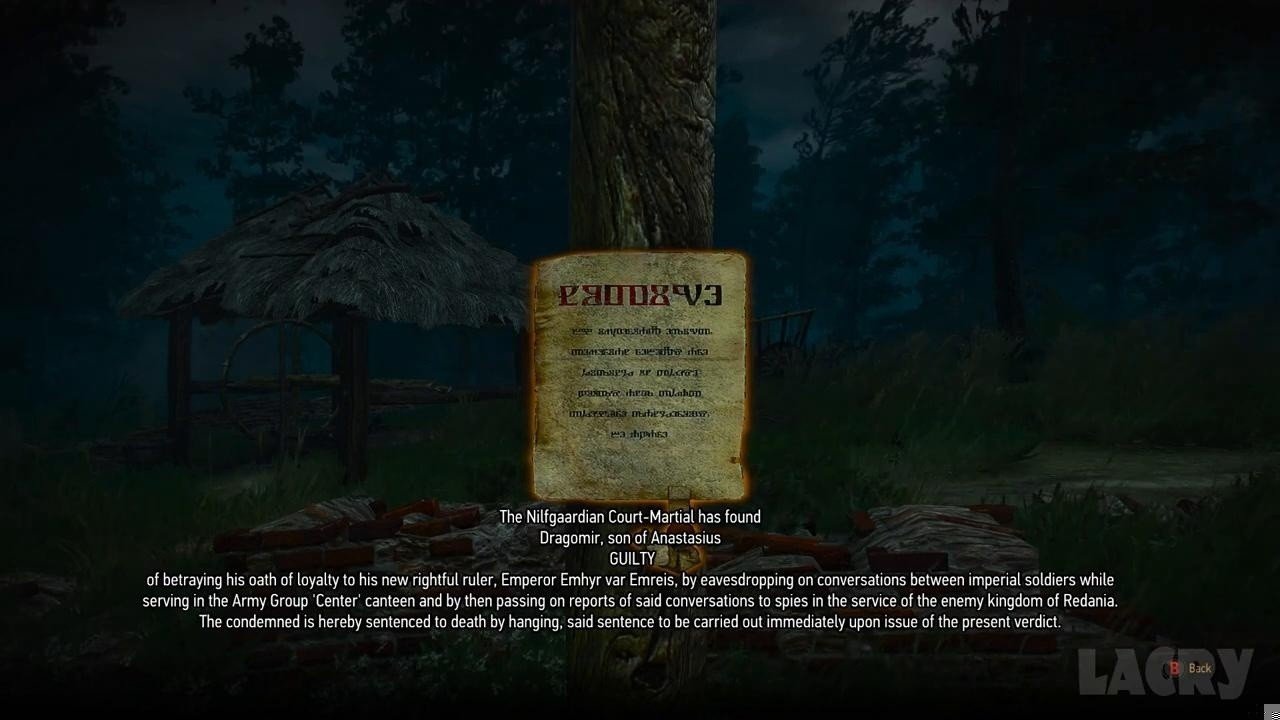 The Nilfgaardian Court-Martial has found
Dragomir, son of Anastasius
GUILTY
of betraying his oath of loyalty to his new rightful ruler, Emperor Emhyr var Emreis, by eavesdropping on conversations between imperial soldiers while
serving in the Army Group 'Center' canteen and by then passing on reports of said conversations to spies in the service of the enemy kingdom of Redania.
The condemned is hereby sentenced to death by hanging, said sentence to be carried out immediately upon issue of the present verdict.
B Back
LACRY